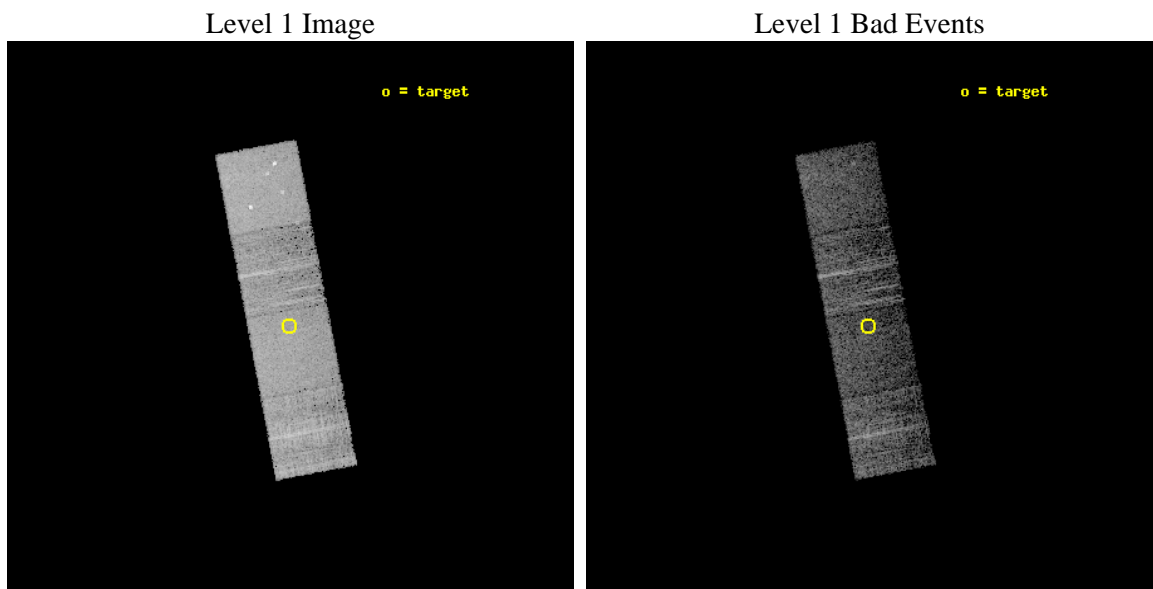 Level 1 Image
Level 1 Bad Events
o = target
o = target